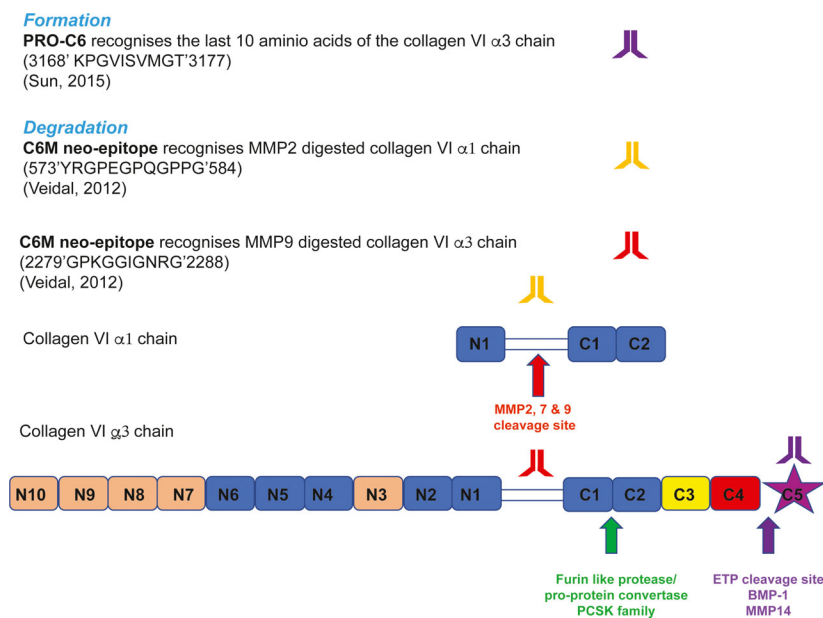 Formation
PRO-C6 recognises the last 10 aminio acids of the collagen VI α3 chain
(3168’ KPGVISVMGT’3177)
(Sun, 2015)
Degradation
C6M neo-epitope recognises MMP2 digested collagen VI α1 chain
(573’YRGPEGPQGPPG’584)
(Veidal, 2012)
C6M neo-epitope recognises MMP9 digested collagen VI α3 chain
(2279’GPKGGIGNRG’2288)
(Veidal, 2012)
Collagen VI α1 chain
N1 C1 C2
MMP2, 7 & 9
cleavage site
Collagen VI α3 chain
N10 N9 N8 N7 N6 N5 N4 N3 N2 N1 C1 C2 C3 C4 C5
Furin like protease/
pro-protein convertase
PCSK family
ETP cleavage site
BMP-1
MMP14